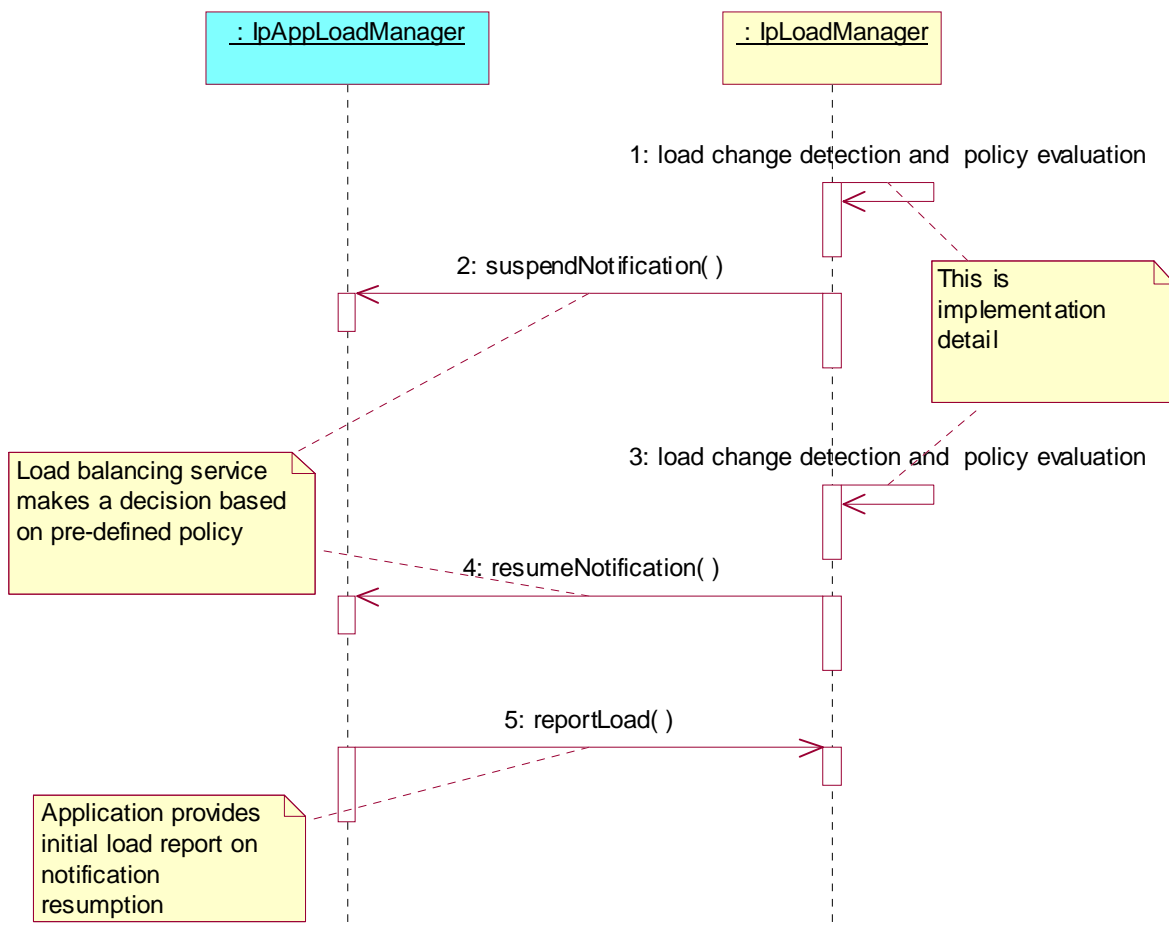 : IpAppLoadManager
: IpLoadManager
1: load change detection and policy evaluation
2: suspendNotification( )
This is
implementation
detail
Load balancing service
makes a decision based
on pre-defined policy
3: load change detection and policy evaluation
4: resumeNotification( )
5: reportLoad( )
Application provides
initial load report on
notification
resumption